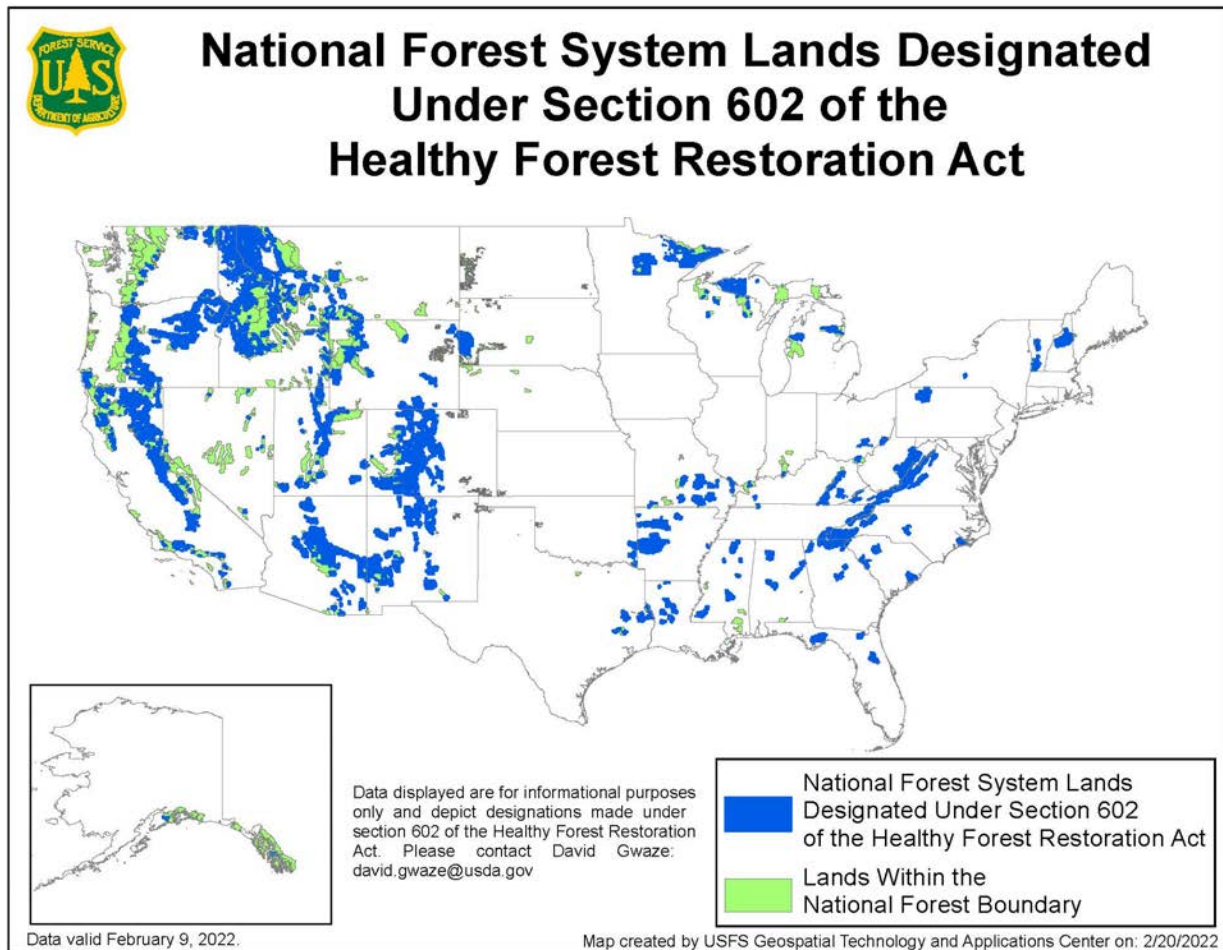 FOREST SERVICE
U S
DEPARTMENT OF AGRICULTURE
National Forest System Lands Designated
Under Section 602 of the
Healthy Forest Restoration Act
Data displayed are for informational purposes
only and depict designations made under
section 602 of the Healthy Forest Restoration
Act. Please contact David Gwaze:
david.gwaze@usda.gov
National Forest System Lands
Designated Under Section 602
of the Healthy Forest Restoration Act
Lands Within the
National Forest Boundary
Data valid February 9, 2022.
Map created by USFS Geospatial Technology and Applications Center on: 2/20/2022